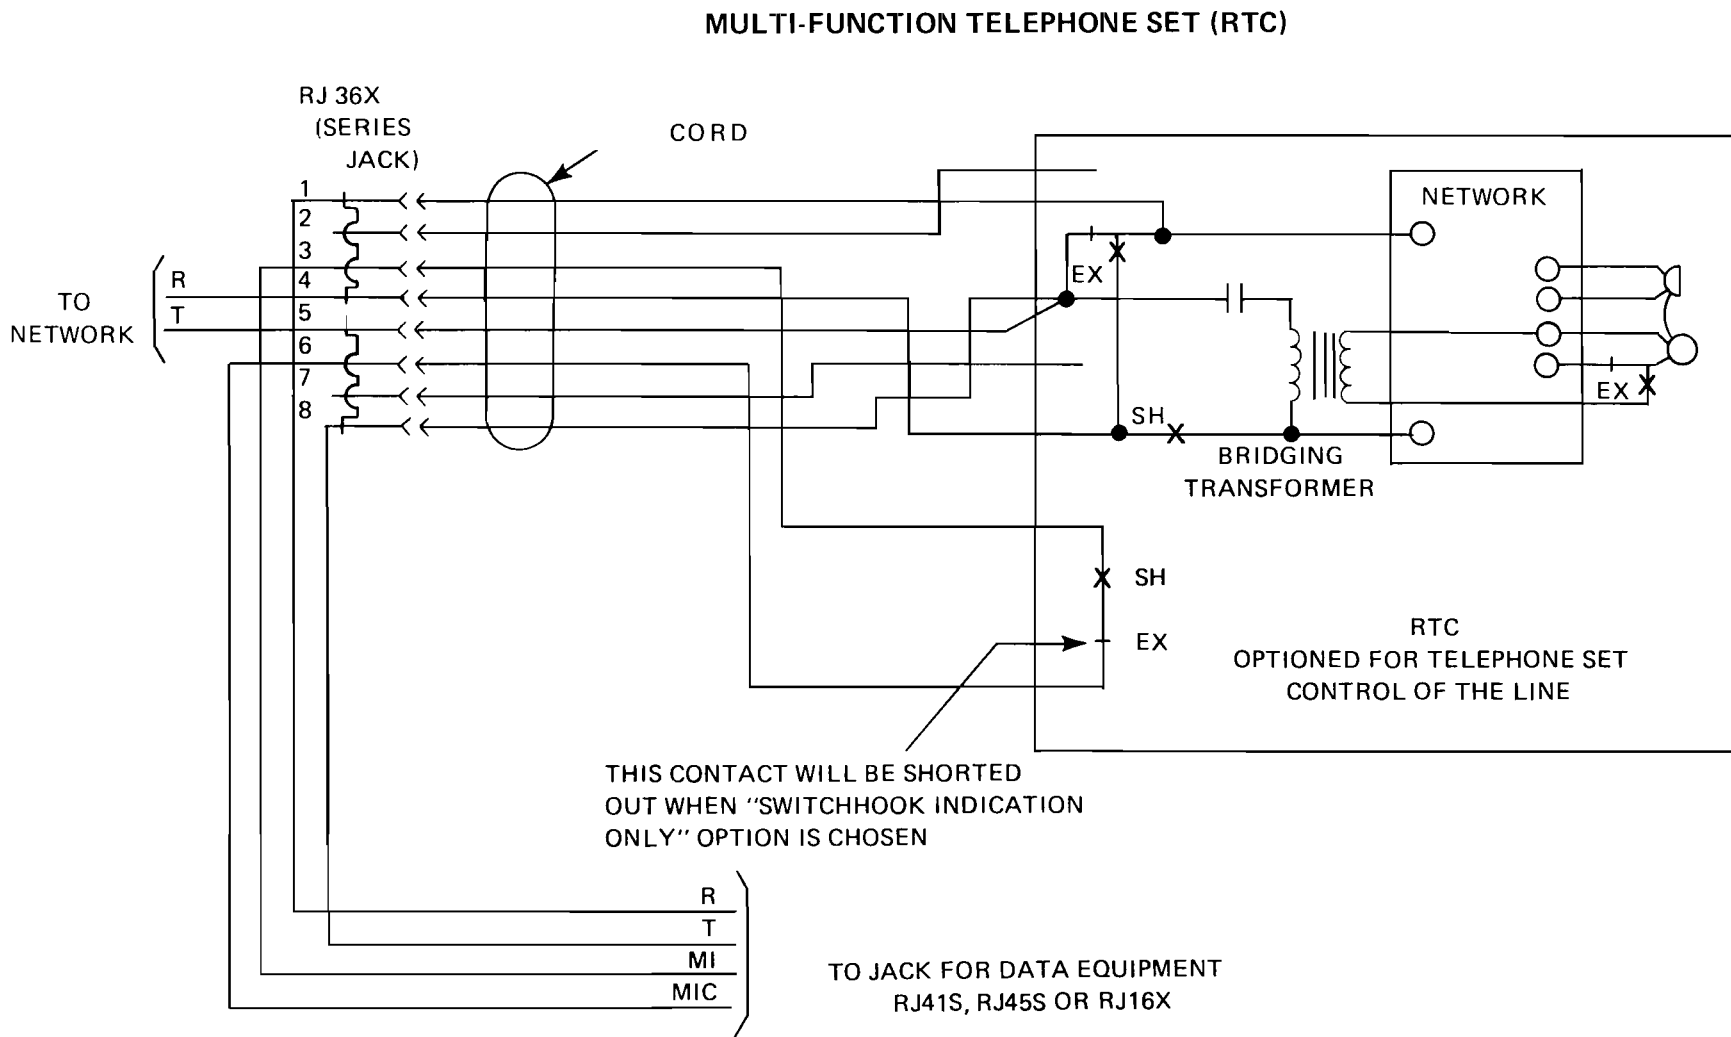 MULTI-FUNCTION TELEPHONE SET (RTC)
RJ 36X
(SERIES
JACK)
CORD
1
2
3
4
5
6
7
8
TO
NETWORK
R
T
NETWORK
EX
EX
SH
BRIDGING
TRANSFORMER
SH
EX
RTC
OPTIONED FOR TELEPHONE SET
CONTROL OF THE LINE
THIS CONTACT WILL BE SHORTED
OUT WHEN "SWITCHHOOK INDICATION
ONLY" OPTION IS CHOSEN
R
T
MI
MIC
TO JACK FOR DATA EQUIPMENT
RJ41S, RJ45S OR RJ16X